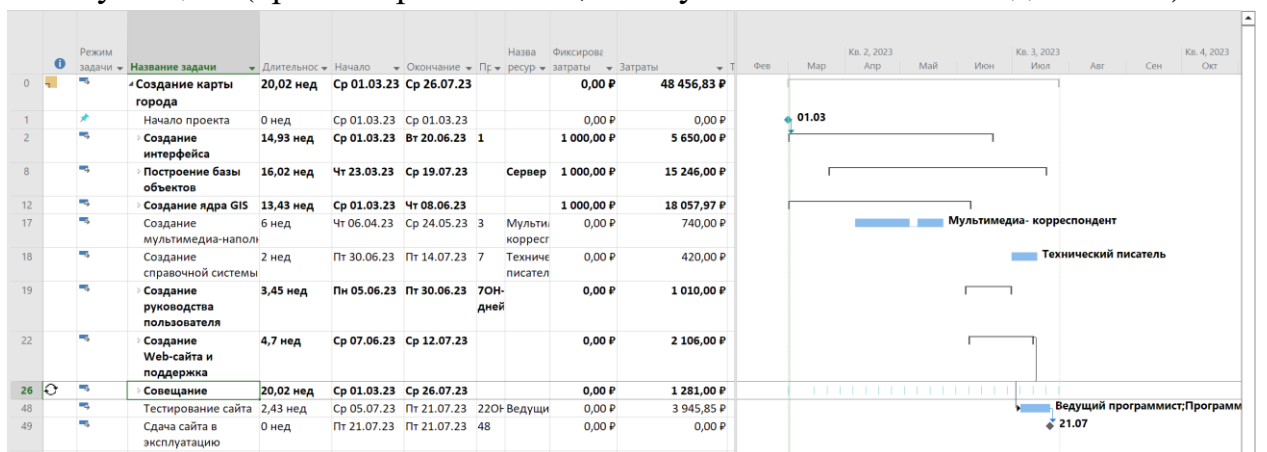 Режим задачи Название задачи Длительнос Начало Окончание Пр Назва ресур Фиксирова затраты Затраты Т
Кв. 2, 2023 Кв. 3, 2023 Кв. 4, 2023
Фев Мар Апр Май Июн Июл Авг Сен Окт
0 Создание карты города 20,02 нед Ср 01.03.23 Ср 26.07.23 0,00 ₽ 48 456,83 ₽
1 Начало проекта 0 нед Ср 01.03.23 Ср 01.03.23 0,00 ₽ 0,00 ₽ 01.03
2 Создание интерфейса 14,93 нед Ср 01.03.23 Вт 20.06.23 1 1 000,00 ₽ 5 650,00 ₽
8 Построение базы объектов 16,02 нед Чт 23.03.23 Ср 19.07.23 Сервер 1 000,00 ₽ 15 246,00 ₽
12 Создание ядра GIS 13,43 нед Ср 01.03.23 Чт 08.06.23 1 000,00 ₽ 18 057,97 ₽
17 Создание мультимедиа-наполн 6 нед Чт 06.04.23 Ср 24.05.23 3 Мульти корресп 0,00 ₽ 740,00 ₽ Мультимедиа- корреспондент
18 Создание справочной системы 2 нед Пт 30.06.23 Пт 14.07.23 7 Техниче писател 0,00 ₽ 420,00 ₽ Технический писатель
19 Создание руководства пользователя 3,45 нед Пн 05.06.23 Пт 30.06.23 7ОН- дней 0,00 ₽ 1 010,00 ₽
22 Создание Web-сайта и поддержка 4,7 нед Ср 07.06.23 Ср 12.07.23 0,00 ₽ 2 106,00 ₽
26 Совещание 20,02 нед Ср 01.03.23 Ср 26.07.23 0,00 ₽ 1 281,00 ₽
48 Тестирование сайта 2,43 нед Ср 05.07.23 Пт 21.07.23 22ОН Ведущи 0,00 ₽ 3 945,85 ₽ Ведущий программист;Программ
49 Сдача сайта в эксплуатацию 0 нед Пт 21.07.23 Пт 21.07.23 48 0,00 ₽ 0,00 ₽ 21.07